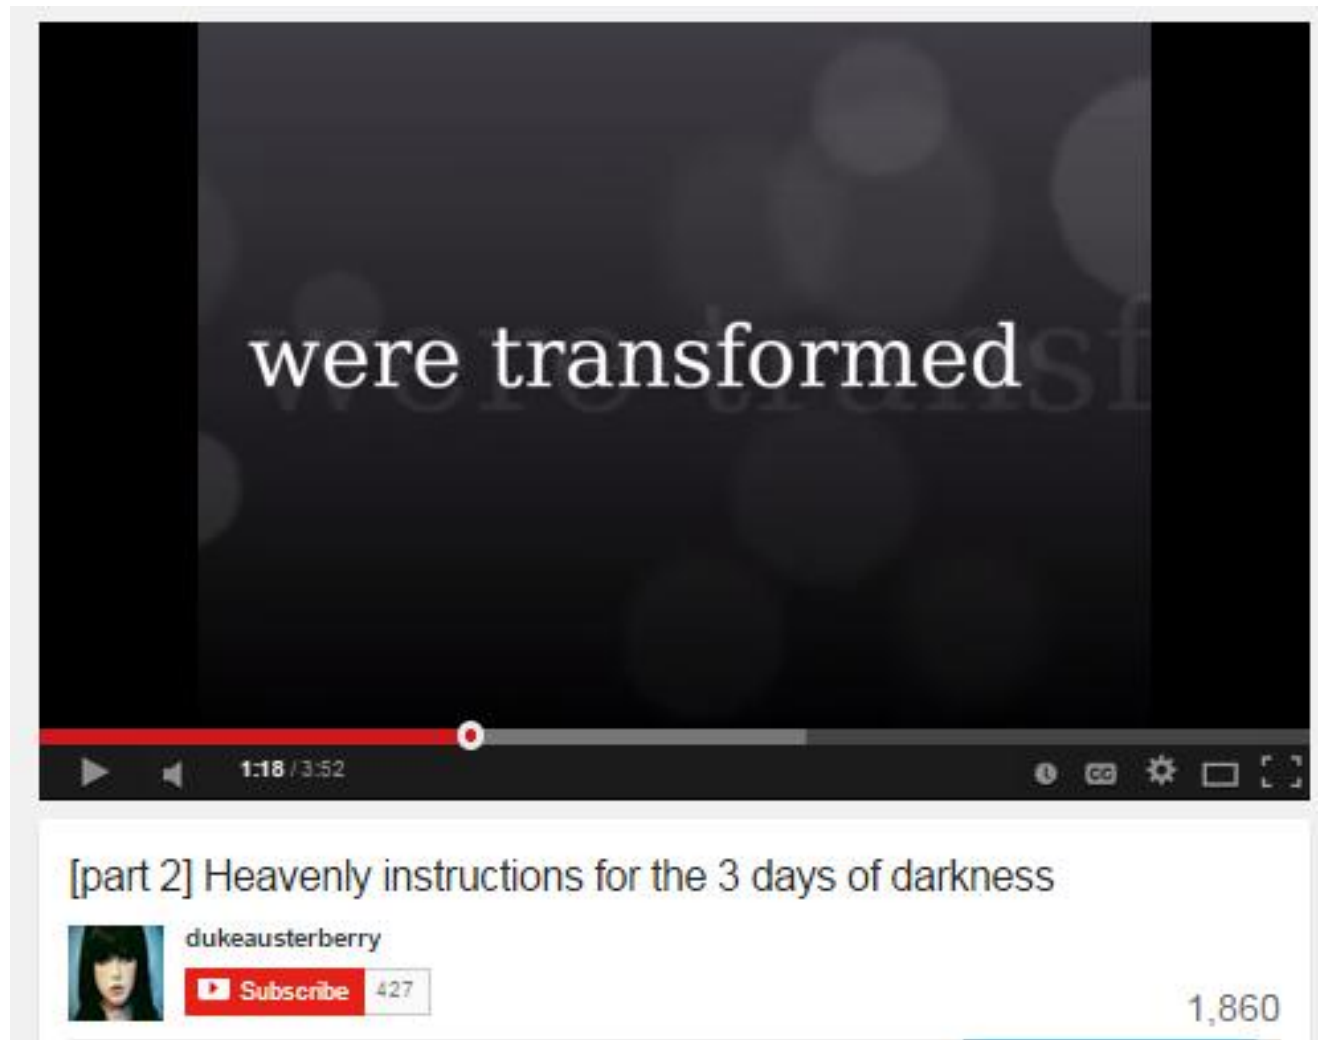 were transformed
1:18 / 3:52
CC
[part 2] Heavenly instructions for the 3 days of darkness
dukeausterberry
Subscribe 427
1,860